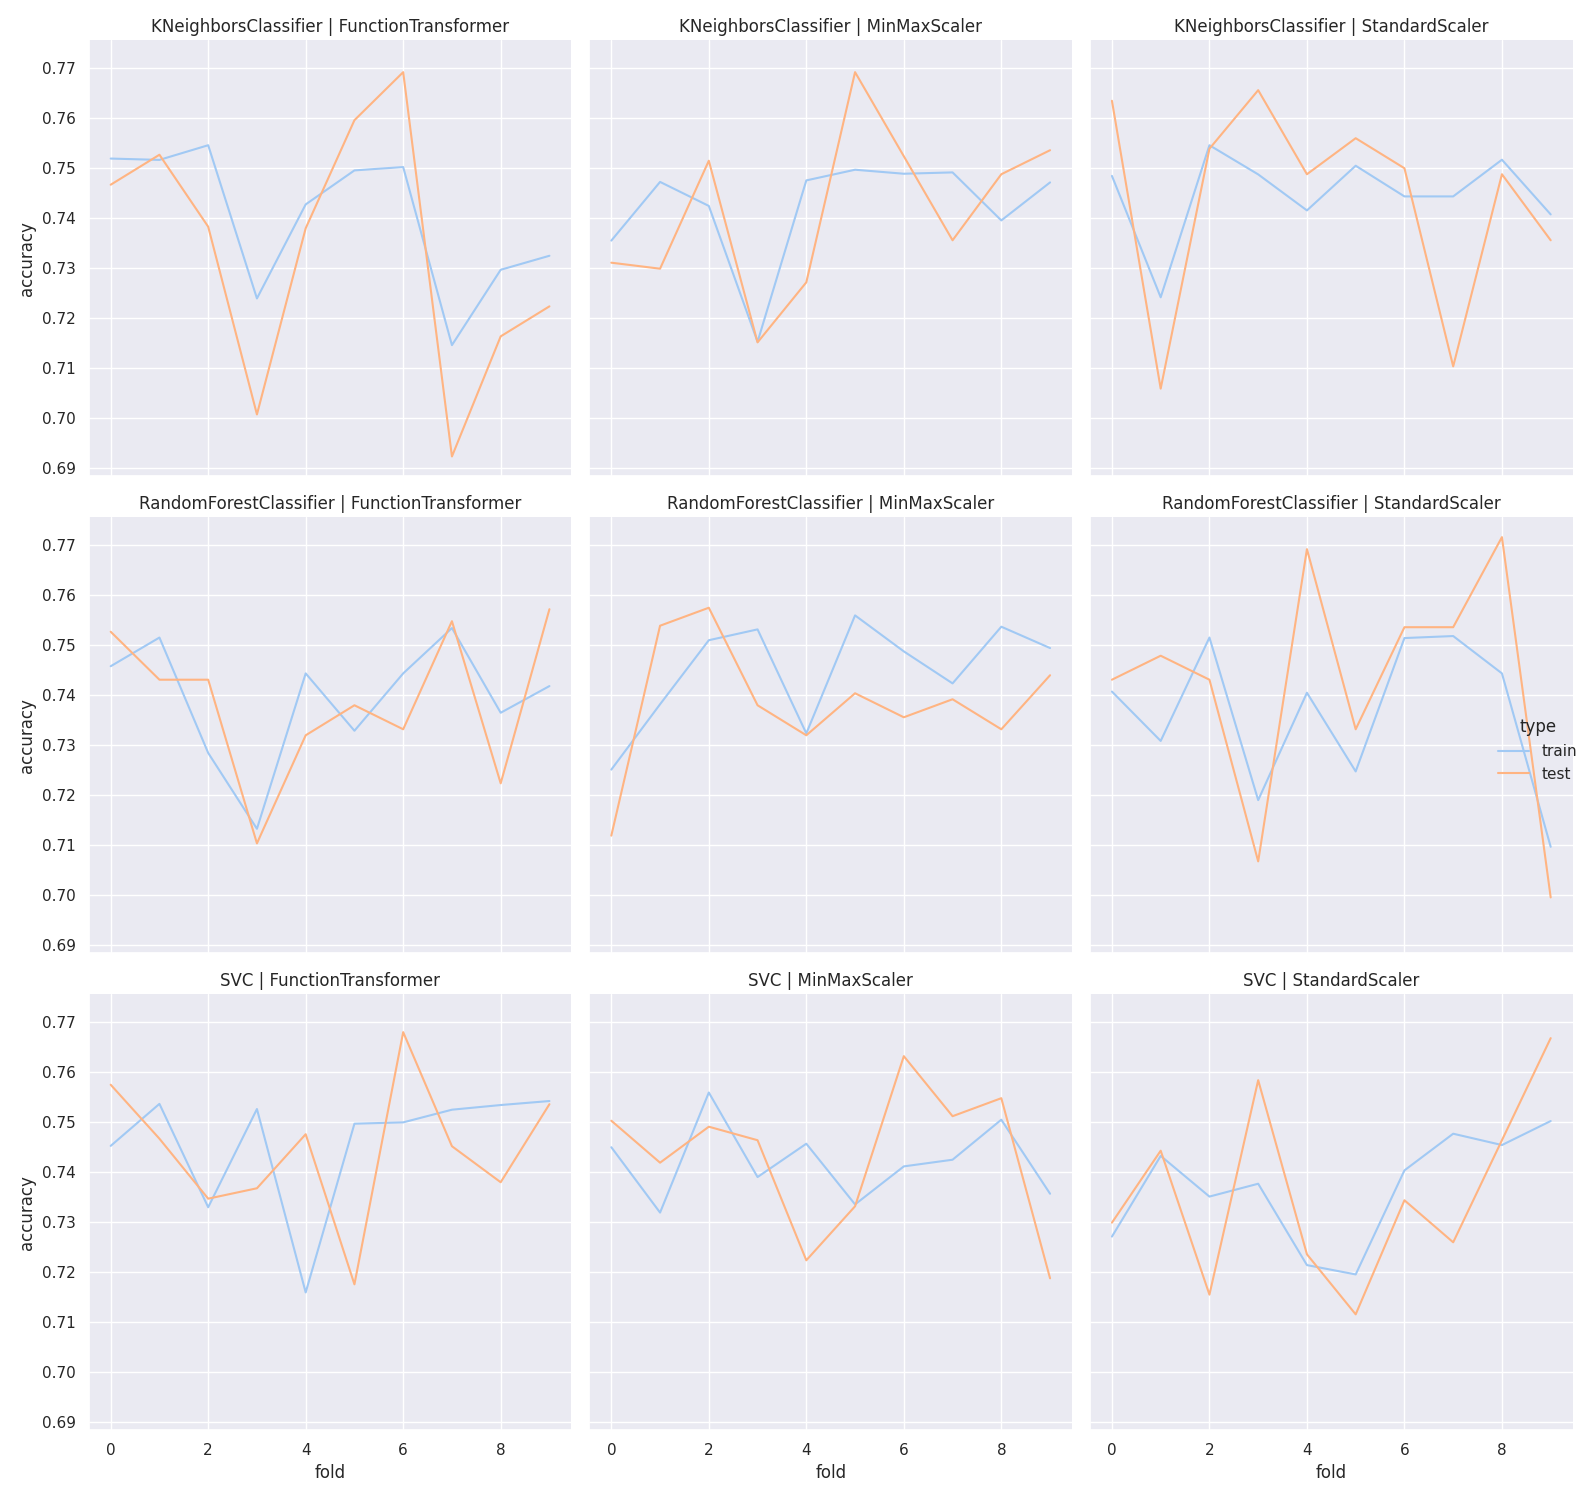 KNeighborsClassifier | FunctionTransformer
KNeighborsClassifier | MinMaxScaler
KNeighborsClassifier | StandardScaler
0.77
0.76
0.75
0.74
0.73
0.72
0.71
0.70
0.69
accuracy
RandomForestClassifier | FunctionTransformer
RandomForestClassifier | MinMaxScaler
RandomForestClassifier | StandardScaler
0.77
0.76
0.75
0.74
0.73
0.72
0.71
0.70
0.69
accuracy
type
train
test
SVC | FunctionTransformer
SVC | MinMaxScaler
SVC | StandardScaler
0.77
0.76
0.75
0.74
0.73
0.72
0.71
0.70
0.69
accuracy
0 2 4 6 8
fold
0 2 4 6 8
fold
0 2 4 6 8
fold